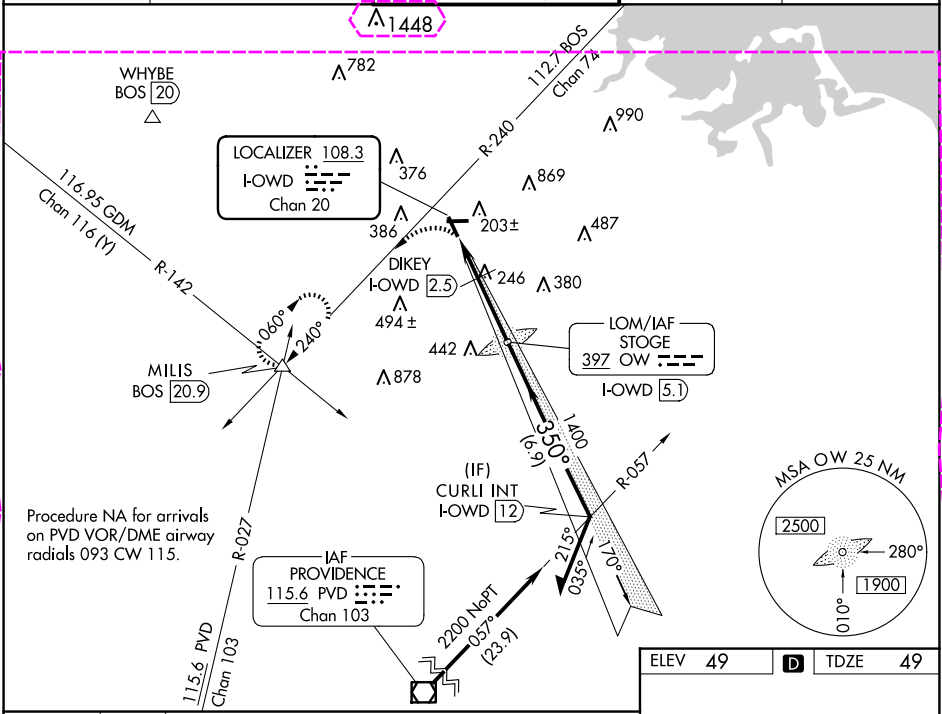 1448
782
WHYBE
BOS 20
112.7 BOS
Chan 74
R-240
990
LOCALIZER 108.3
I-OWD
Chan 20
376
869
386
203±
487
116.95 GDM
Chan 116 (Y)
R-142
DIKEY
I-OWD 2.5
246
380
494 ±
060°
240°
LOM/IAF
STOGE
397 OW
I-OWD 5.1
442
MILIS
BOS 20.9
878
1400
350°
(6.9)
R-057
(IF)
CURLI INT
I-OWD 12
MSA OW 25 NM
2500
280°
1900
010°
Procedure NA for arrivals
on PVD VOR/DME airway
radials 093 CW 115.
R-027
215°
035°
170°
IAF
PROVIDENCE
115.6 PVD
Chan 103
2200 NoPT
057°
(23.9)
115.6 PVD
Chan 103
ELEV 49
D
TDZE 49